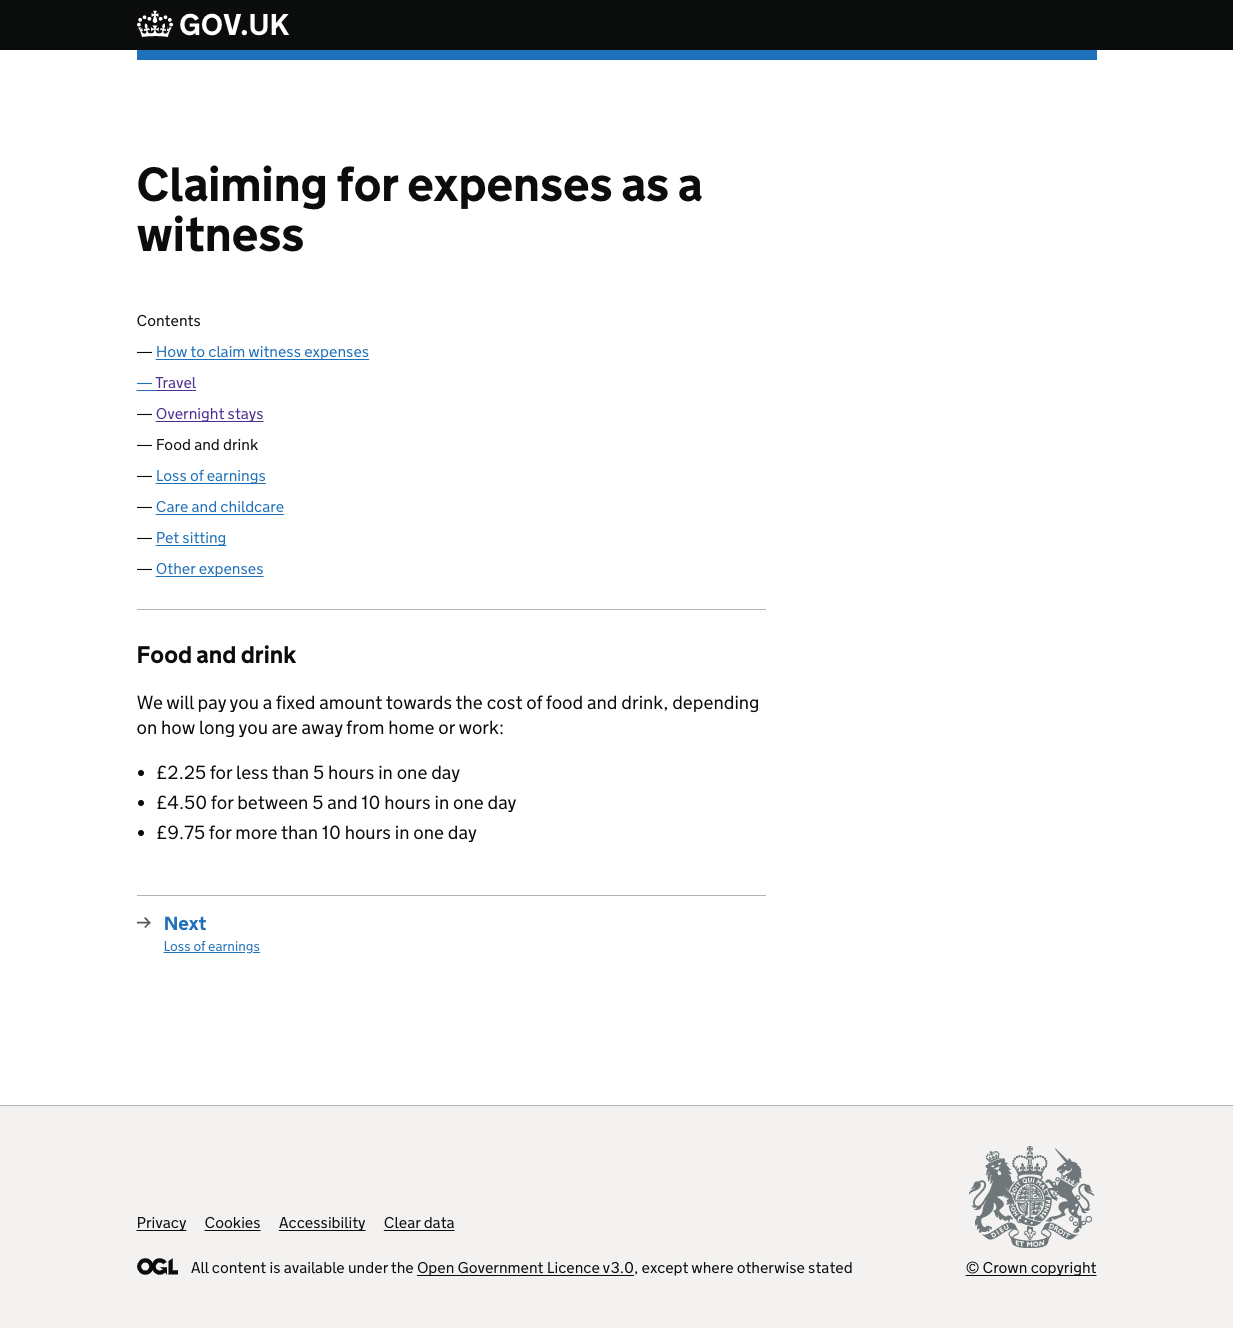 GOV.UK
Claiming for expenses as a
witness
Contents
— How to claim witness expenses
— Travel
— Overnight stays
— Food and drink
— Loss of earnings
— Care and childcare
— Pet sitting
— Other expenses
Food and drink
We will pay you a fixed amount towards the cost of food and drink, depending
on how long you are away from home or work:
• £2.25 for less than 5 hours in one day
• £4.50 for between 5 and 10 hours in one day
• £9.75 for more than 10 hours in one day
→ Next
Loss of earnings
Privacy Cookies Accessibility Clear data
OGL All content is available under the Open Government Licence v3.0, except where otherwise stated
DIEU ET MON DROIT
© Crown copyright